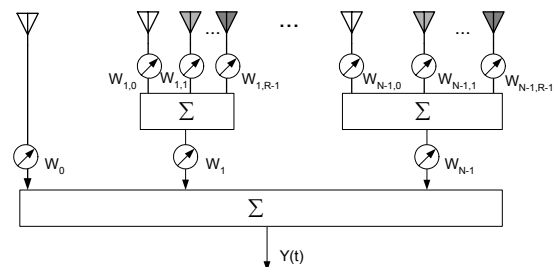 ... ... ...
W1,0 W1,1 W1,R-1 WN-1,0 WN-1,1 WN-1,R-1
Σ Σ
W0 W1 WN-1
Σ
Y(t)